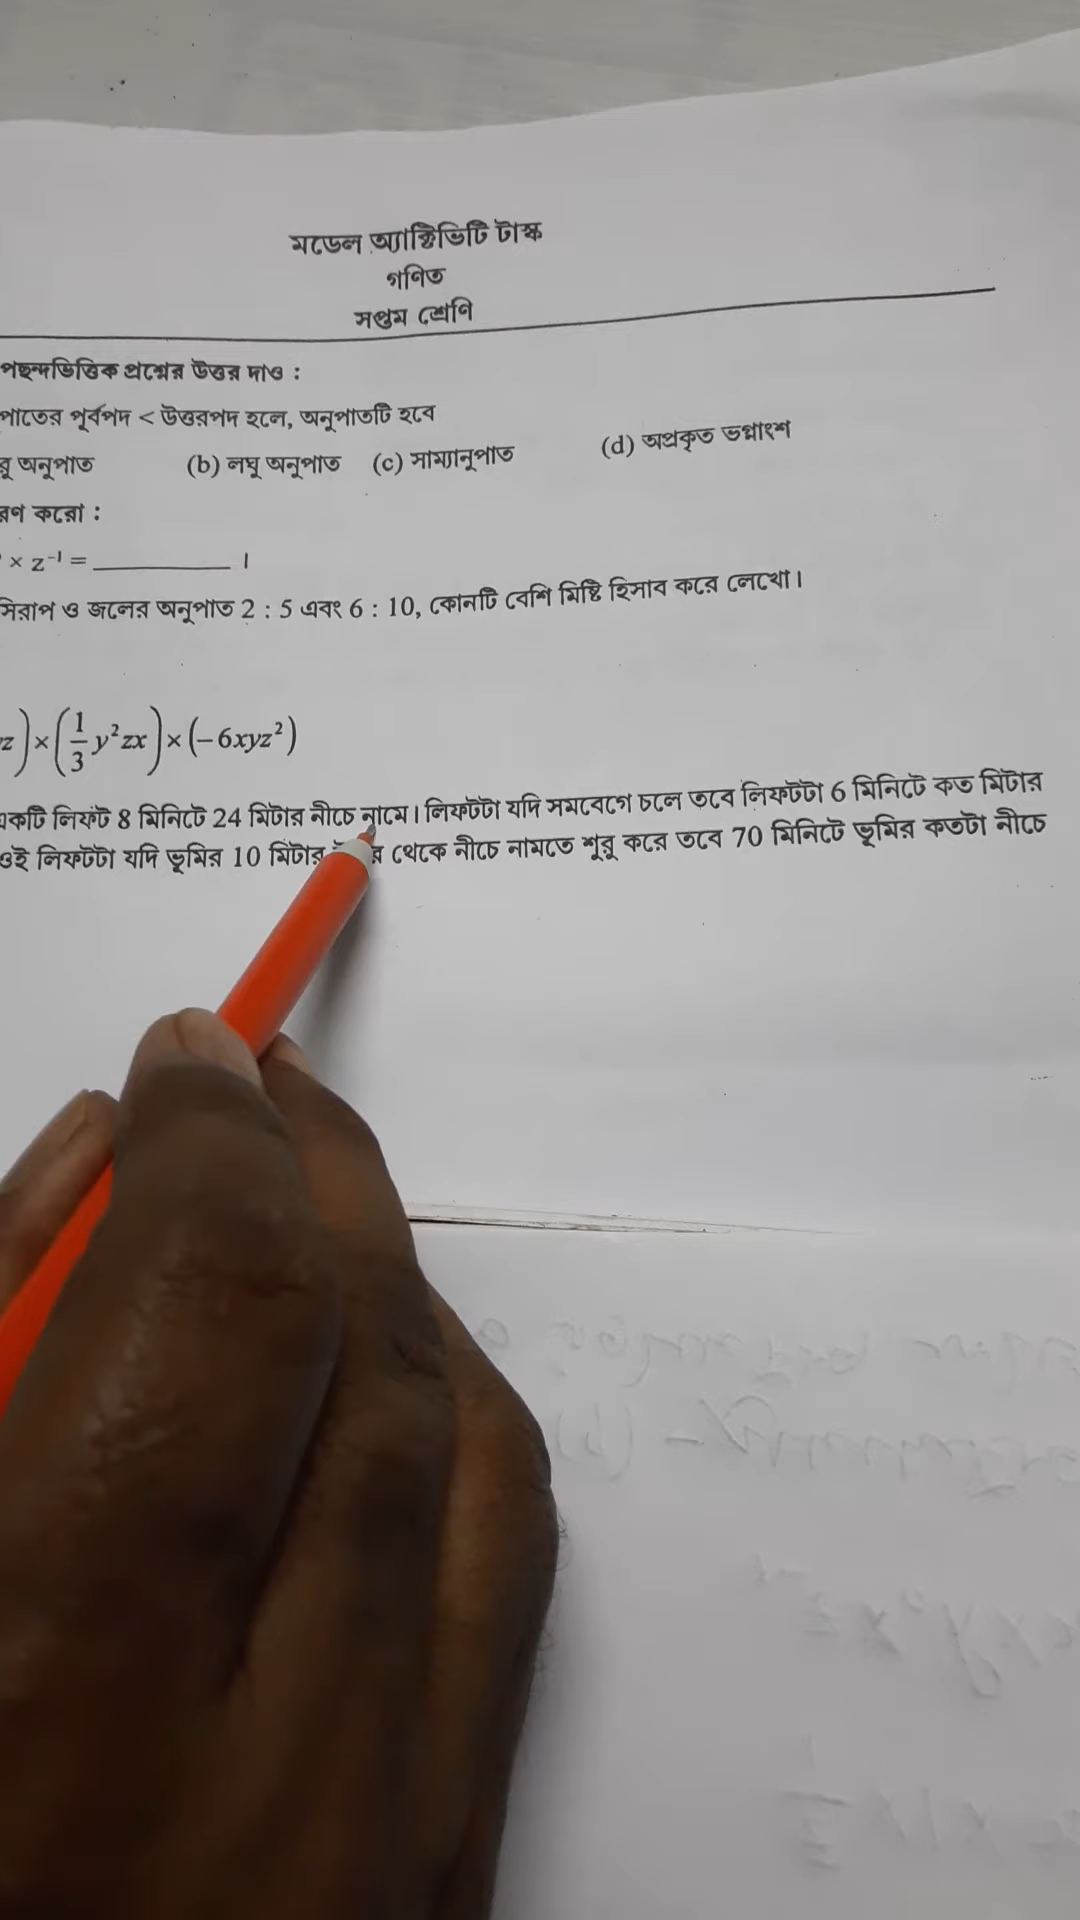 মডেল অ্যাক্টিভিটি টাস্ক
গণিত
সপ্তম শ্রেণি
পছন্দভিত্তিক প্রশ্নের উত্তর দাও :
পাতের পূর্বপদ < উত্তরপদ হলে, অনুপাতটি হবে
রু অনুপাত (b) লঘু অনুপাত (c) সাম্যানুপাত (d) অপ্রকৃত ভগ্নাংশ
রণ করো :
× z⁻¹ = __________ ।
সিরাপ ও জলের অনুপাত 2 : 5 এবং 6 : 10, কোনটি বেশি মিষ্টি হিসাব করে লেখো।
z) × (1/3 y²zx) × (−6xyz²)
একটি লিফট 8 মিনিটে 24 মিটার নীচে নামে। লিফটটা যদি সমবেগে চলে তবে লিফটটা 6 মিনিটে কত মিটার
ওই লিফটটা যদি ভূমির 10 মিটার থেকে নীচে নামতে শুরু করে তবে 70 মিনিটে ভূমির কতটা নীচে